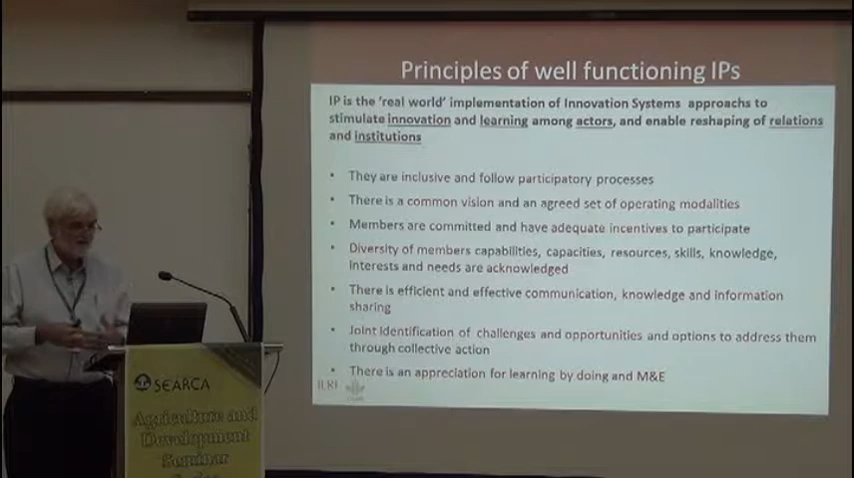 Principles of well functioning IPs
IP is the 'real world' implementation of Innovation Systems approachs to
stimulate innovation and learning among actors, and enable reshaping of relations
and institutions
• They are inclusive and follow participatory processes
• There is a common vision and an agreed set of operating modalities
• Members are committed and have adequate incentives to participate
• Diversity of members capabilities, capacities, resources, skills, knowledge,
interests and needs are acknowledged
• There is efficient and effective communication, knowledge and information
sharing
• Joint identification of challenges and opportunities and options to address them
through collective action
• There is an appreciation for learning by doing and M&E
ILRI
SEARCA
Agriculture and
Development
Seminar